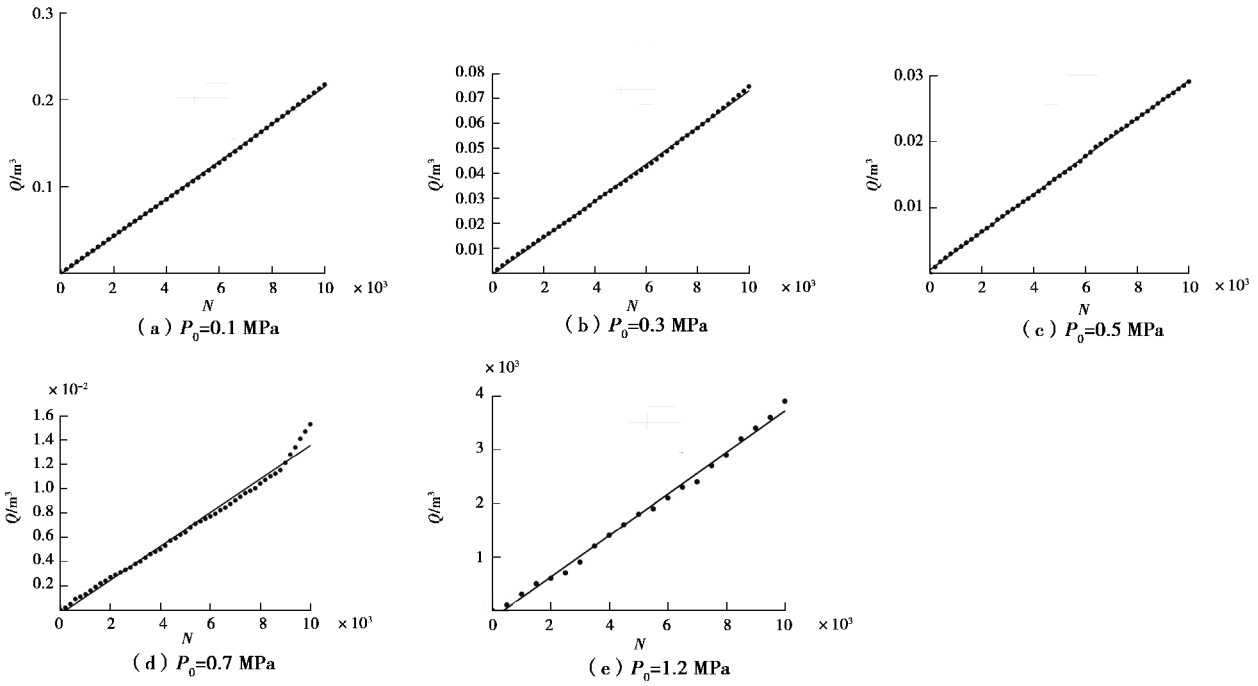 0.3
0.2
0.1
Q/m³
0 2 4 6 8 10 × 10³
N
(a) P₀=0.1 MPa
0.08
0.07
0.06
0.05
0.04
0.03
0.02
0.01
Q/m³
0 2 4 6 8 10 × 10³
N
(b) P₀=0.3 MPa
0.03
0.02
0.01
Q/m³
0 2 4 6 8 10 × 10³
N
(c) P₀=0.5 MPa
× 10⁻²
1.6
1.4
1.2
1.0
0.8
0.6
0.4
0.2
Q/m³
0 2 4 6 8 10 × 10³
N
(d) P₀=0.7 MPa
× 10³
4
3
2
1
Q/m³
0 2 4 6 8 10 × 10³
N
(e) P₀=1.2 MPa